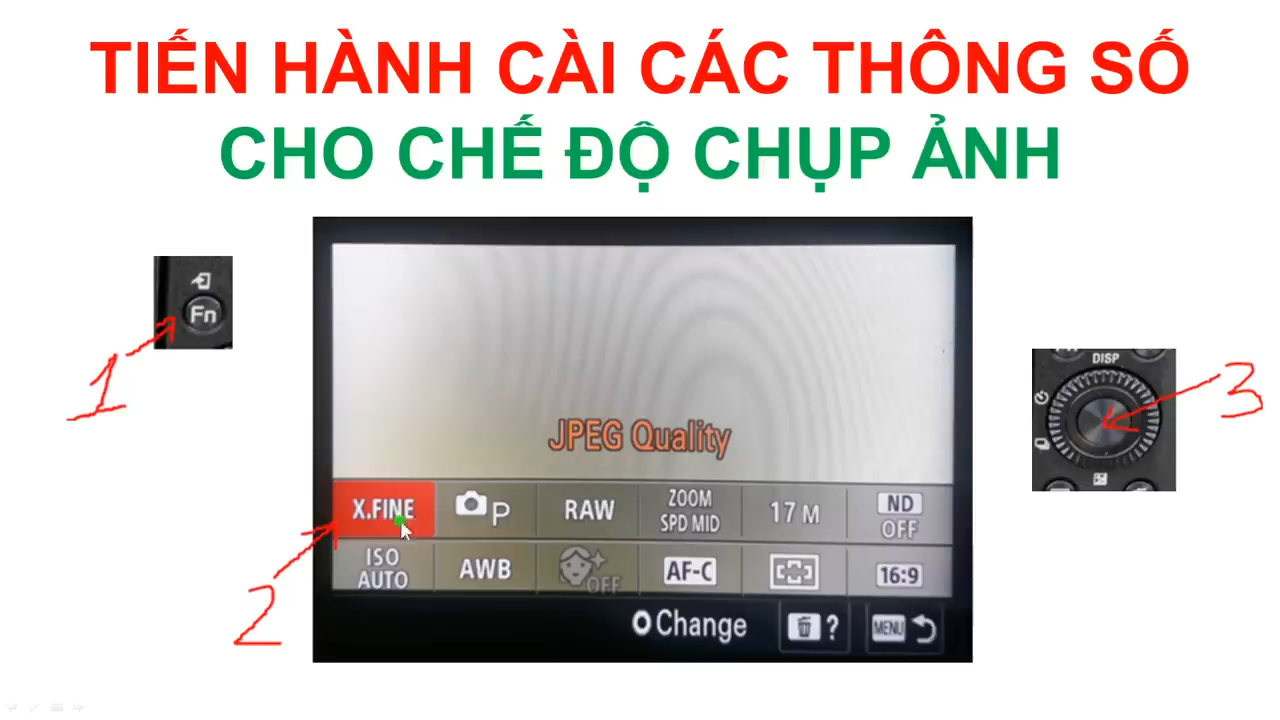 TIẾN HÀNH CÀI CÁC THÔNG SỐ
CHO CHẾ ĐỘ CHỤP ẢNH
Fn
1
DISP
3
JPEG Quality
X.FINE
P
RAW
ZOOM
SPD MID
17 M
ND
OFF
ISO
AUTO
AWB
OFF
AF-C
16:9
2
Change
?
MENU